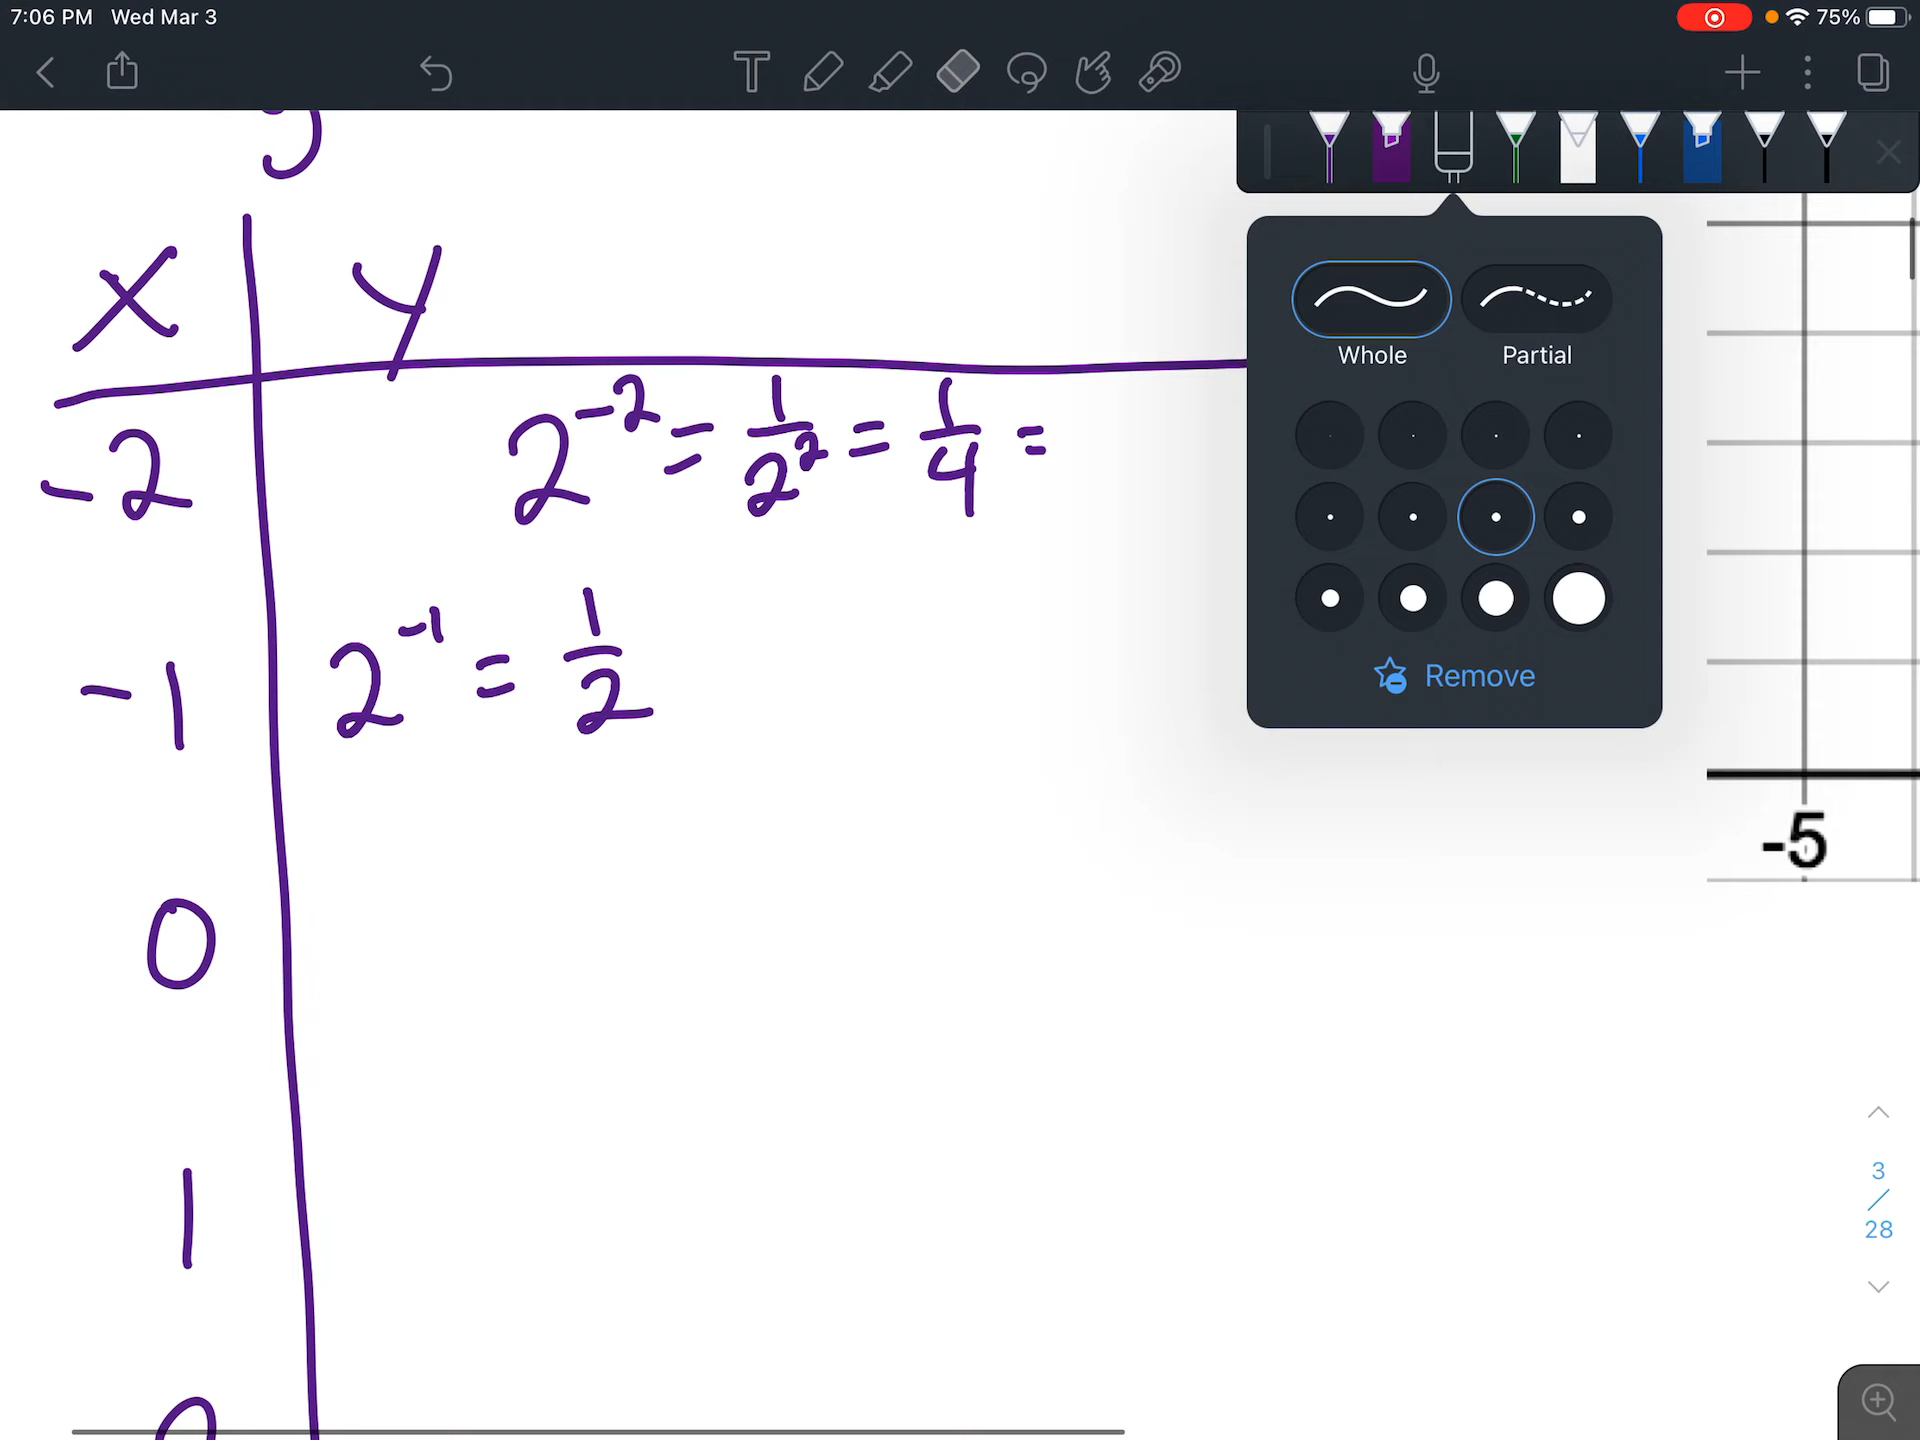 7:06 PM Wed Mar 3 75%
T
x y
-2 2^-2 = 1/2^2 = 1/4 =
-1 2^-1 = 1/2
0
1
Whole Partial
Remove
-5
3
/
28